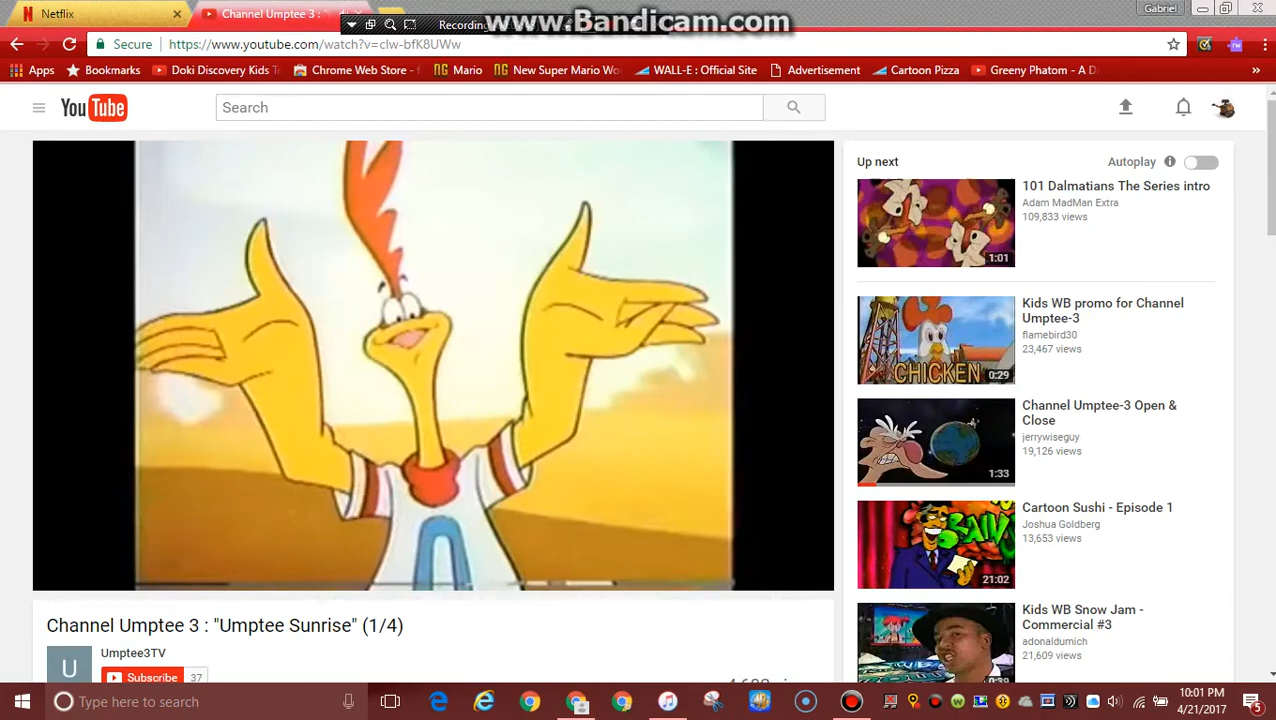 Netflix
Channel Umptee 3 :
Recording
www.Bandicam.com
Gabriel
Secure
https://www.youtube.com/watch?v=clw-bfK8UWw
Apps
Bookmarks
Doki Discovery Kids
Chrome Web Store -
Mario
New Super Mario Wo
WALL-E : Official Site
Advertisement
Cartoon Pizza
Greeny Phatom - A D
YouTube
Search
Up next
Autoplay
101 Dalmatians The Series intro
Adam MadMan Extra
109,833 views
1:01
Kids WB promo for Channel
Umptee-3
flamebird30
23,467 views
CHICKEN
0:29
Channel Umptee-3 Open &
Close
jerrywiseguy
19,126 views
1:33
Cartoon Sushi - Episode 1
Joshua Goldberg
13,653 views
21:02
Kids WB Snow Jam -
Commercial #3
adonaldumich
21,609 views
0:39
Channel Umptee 3 : "Umptee Sunrise" (1/4)
U
Umptee3TV
Subscribe
37
Type here to search
10:01 PM
4/21/2017
5